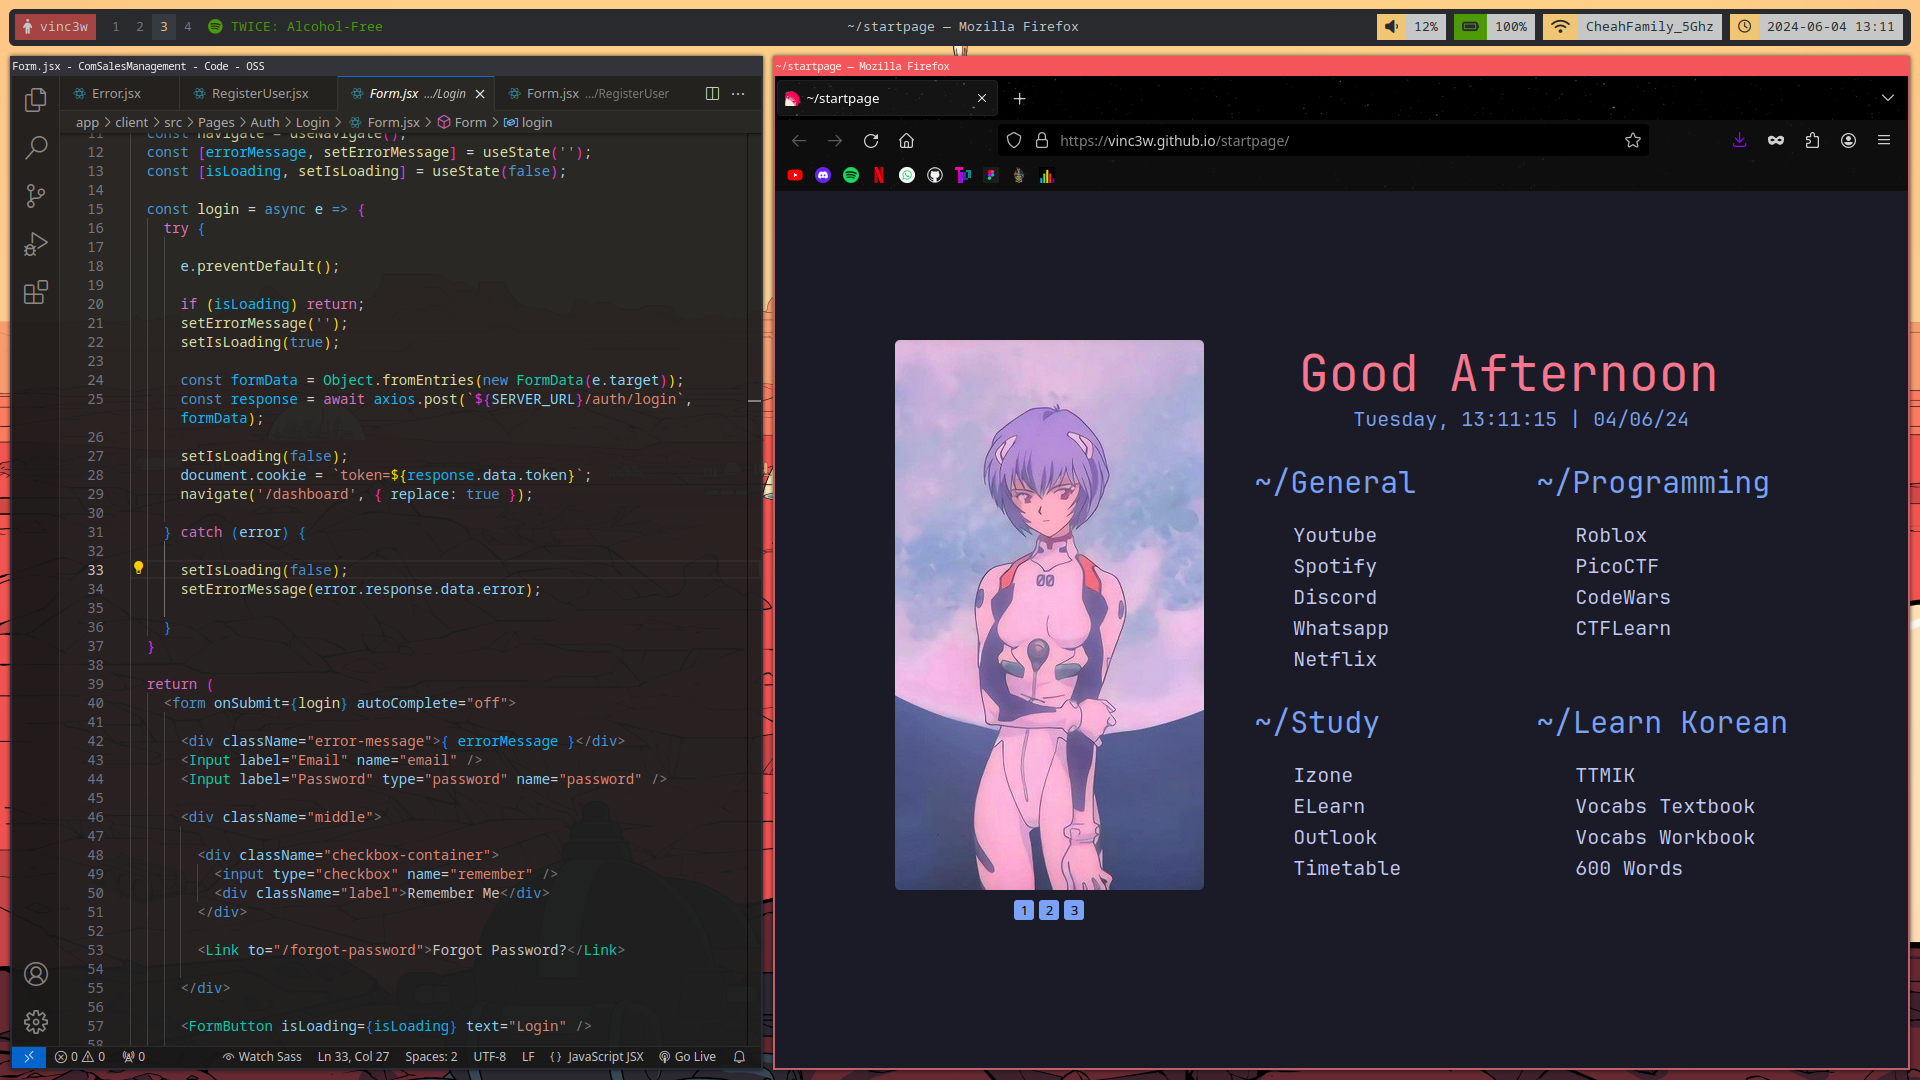 vinc3w 1 2 3 4 TWICE: Alcohol-Free ~/startpage — Mozilla Firefox 12% 100% CheahFamily_5Ghz 2024-06-04 13:11
Form.jsx - ComSalesManagement - Code - OSS
Error.jsx RegisterUser.jsx Form.jsx .../Login Form.jsx .../RegisterUser
app > client > src > Pages > Auth > Login > Form.jsx > Form > login
11 const navigate = useNavigate();
12 const [errorMessage, setErrorMessage] = useState('');
13 const [isLoading, setIsLoading] = useState(false);
14
15 const login = async e => {
16 try {
17
18 e.preventDefault();
19
20 if (isLoading) return;
21 setErrorMessage('');
22 setIsLoading(true);
23
24 const formData = Object.fromEntries(new FormData(e.target));
25 const response = await axios.post(`${SERVER_URL}/auth/login`,
formData);
26
27 setIsLoading(false);
28 document.cookie = `token=${response.data.token}`;
29 navigate('/dashboard', { replace: true });
30
31 } catch (error) {
32
33 setIsLoading(false);
34 setErrorMessage(error.response.data.error);
35
36 }
37 }
38
39 return (
40 <form onSubmit={login} autoComplete="off">
41
42 <div className="error-message">{ errorMessage }</div>
43 <Input label="Email" name="email" />
44 <Input label="Password" type="password" name="password" />
45
46 <div className="middle">
47
48 <div className="checkbox-container">
49 <input type="checkbox" name="remember" />
50 <div className="label">Remember Me</div>
51 </div>
52
53 <Link to="/forgot-password">Forgot Password?</Link>
54
55 </div>
56
57 <FormButton isLoading={isLoading} text="Login" />
58
0 0 0 Watch Sass Ln 33, Col 27 Spaces: 2 UTF-8 LF {} JavaScript JSX Go Live
~/startpage — Mozilla Firefox
~/startpage
https://vinc3w.github.io/startpage/
00
1 2 3
Good Afternoon
Tuesday, 13:11:15 | 04/06/24
~/General
Youtube
Spotify
Discord
Whatsapp
Netflix
~/Programming
Roblox
PicoCTF
CodeWars
CTFLearn
~/Study
Izone
ELearn
Outlook
Timetable
~/Learn Korean
TTMIK
Vocabs Textbook
Vocabs Workbook
600 Words